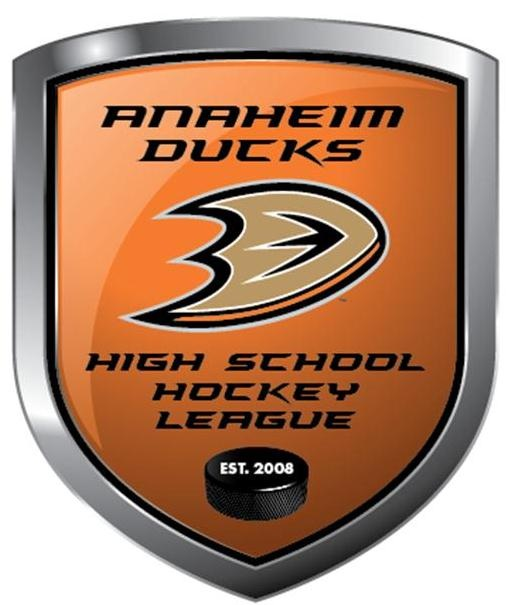 ANAHEIM
DUCKS
HIGH SCHOOL
HOCKEY
LEAGUE
EST. 2008